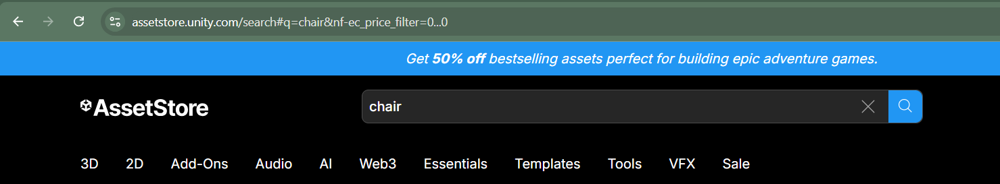 assetstore.unity.com/search#q=chair&nf-ec_price_filter=0...0
Get 50% off bestselling assets perfect for building epic adventure games.
AssetStore
chair
3D 2D Add-Ons Audio AI Web3 Essentials Templates Tools VFX Sale